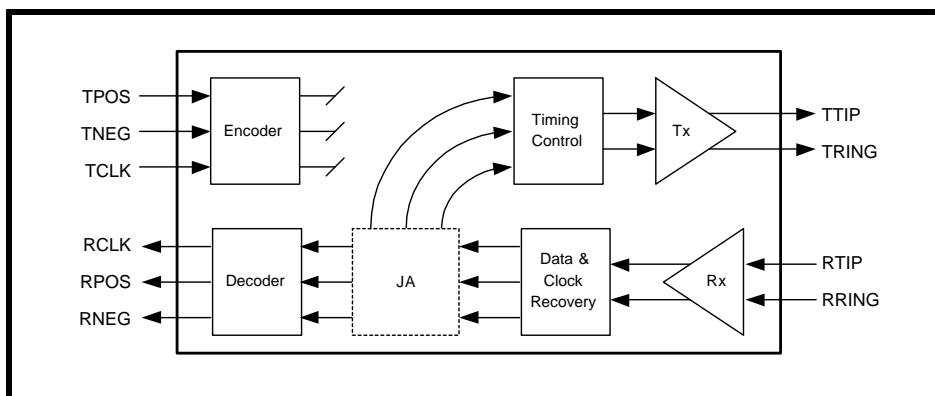 TPOS
TNEG
TCLK
Encoder
Timing
Control
Tx
TTIP
TRING
RCLK
RPOS
RNEG
Decoder
JA
Data &
Clock
Recovery
Rx
RTIP
RRING